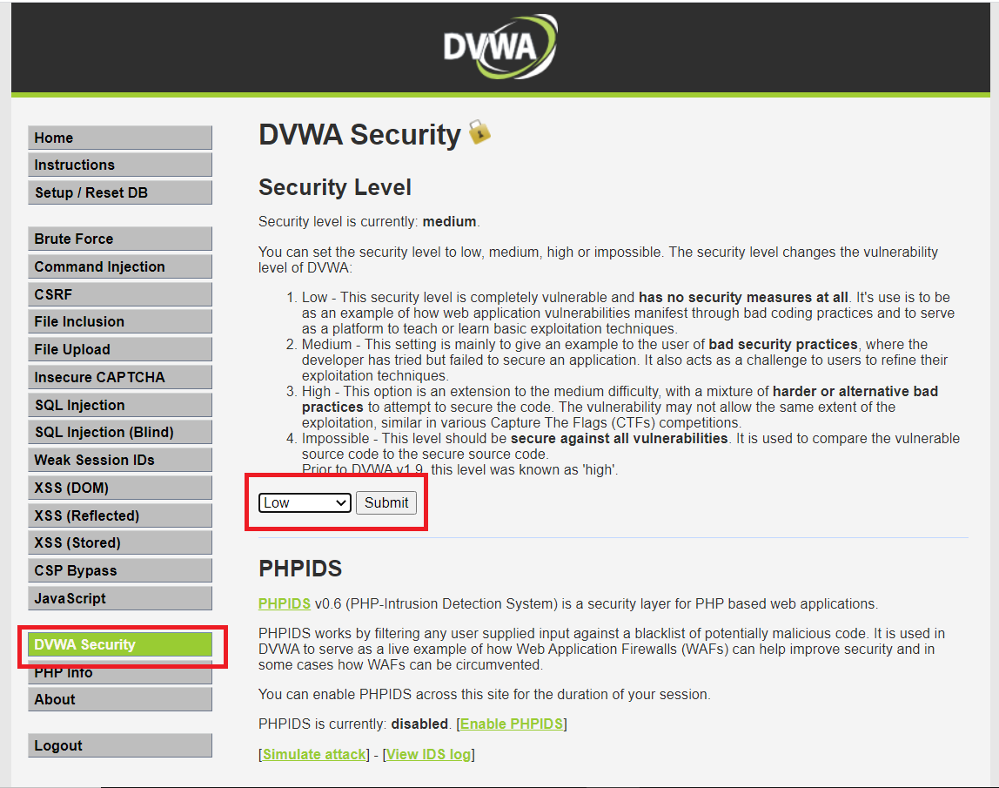 DVWA
Home
Instructions
Setup / Reset DB
Brute Force
Command Injection
CSRF
File Inclusion
File Upload
Insecure CAPTCHA
SQL Injection
SQL Injection (Blind)
Weak Session IDs
XSS (DOM)
XSS (Reflected)
XSS (Stored)
CSP Bypass
JavaScript
DVWA Security
PHP Info
About
Logout
DVWA Security
Security Level
Security level is currently: medium.
You can set the security level to low, medium, high or impossible. The security level changes the vulnerability
level of DVWA:
1. Low - This security level is completely vulnerable and has no security measures at all. It's use is to be
as an example of how web application vulnerabilities manifest through bad coding practices and to serve
as a platform to teach or learn basic exploitation techniques.
2. Medium - This setting is mainly to give an example to the user of bad security practices, where the
developer has tried but failed to secure an application. It also acts as a challenge to users to refine their
exploitation techniques.
3. High - This option is an extension to the medium difficulty, with a mixture of harder or alternative bad
practices to attempt to secure the code. The vulnerability may not allow the same extent of the
exploitation, similar in various Capture The Flags (CTFs) competitions.
4. Impossible - This level should be secure against all vulnerabilities. It is used to compare the vulnerable
source code to the secure source code.
Prior to DVWA v1.9, this level was known as 'high'.
Low Submit
PHPIDS
PHPIDS v0.6 (PHP-Intrusion Detection System) is a security layer for PHP based web applications.
PHPIDS works by filtering any user supplied input against a blacklist of potentially malicious code. It is used in
DVWA to serve as a live example of how Web Application Firewalls (WAFs) can help improve security and in
some cases how WAFs can be circumvented.
You can enable PHPIDS across this site for the duration of your session.
PHPIDS is currently: disabled. [Enable PHPIDS]
[Simulate attack] - [View IDS log]